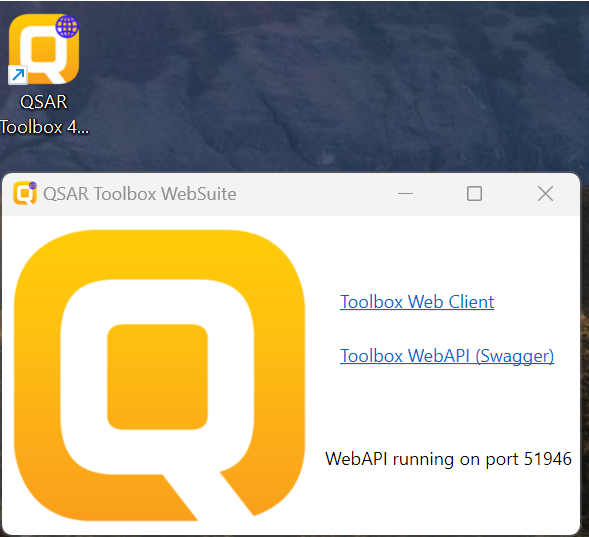 QSAR
Toolbox 4...
QSAR Toolbox WebSuite
Toolbox Web Client
Toolbox WebAPI (Swagger)
WebAPI running on port 51946